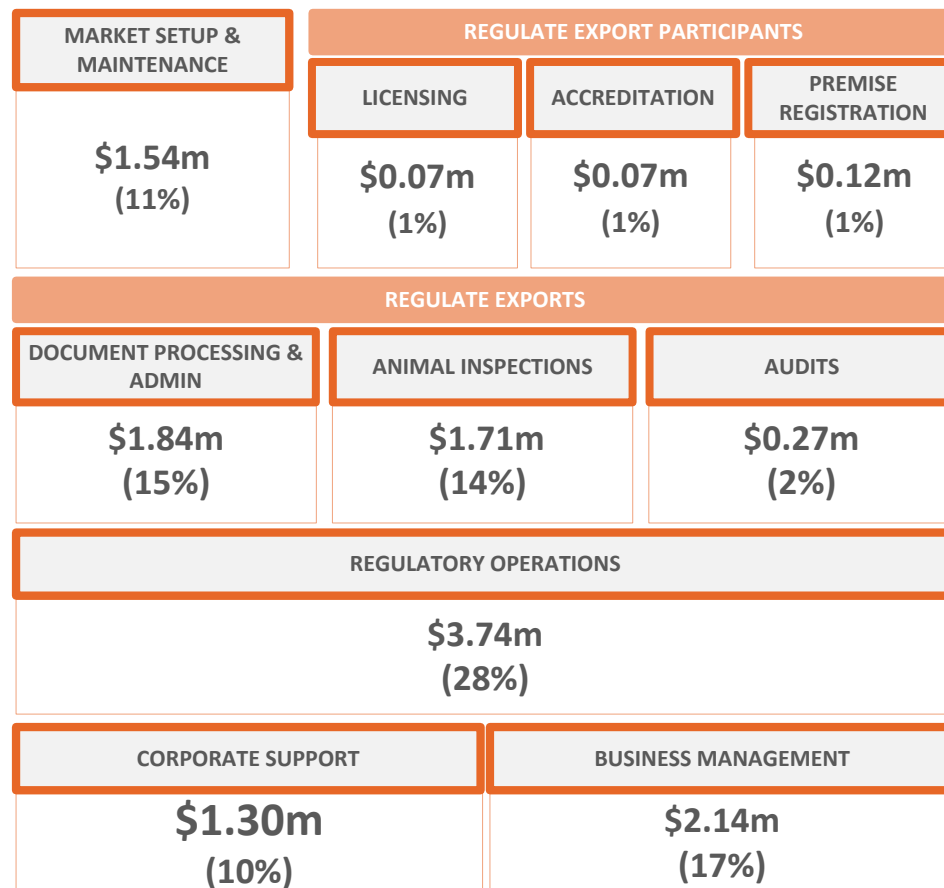 MARKET SETUP &
MAINTENANCE
$1.54m
(11%)
REGULATE EXPORT PARTICIPANTS
LICENSING
$0.07m
(1%)
ACCREDITATION
$0.07m
(1%)
PREMISE
REGISTRATION
$0.12m
(1%)
REGULATE EXPORTS
DOCUMENT PROCESSING &
ADMIN
$1.84m
(15%)
ANIMAL INSPECTIONS
$1.71m
(14%)
AUDITS
$0.27m
(2%)
REGULATORY OPERATIONS
$3.74m
(28%)
CORPORATE SUPPORT
$1.30m
(10%)
BUSINESS MANAGEMENT
$2.14m
(17%)